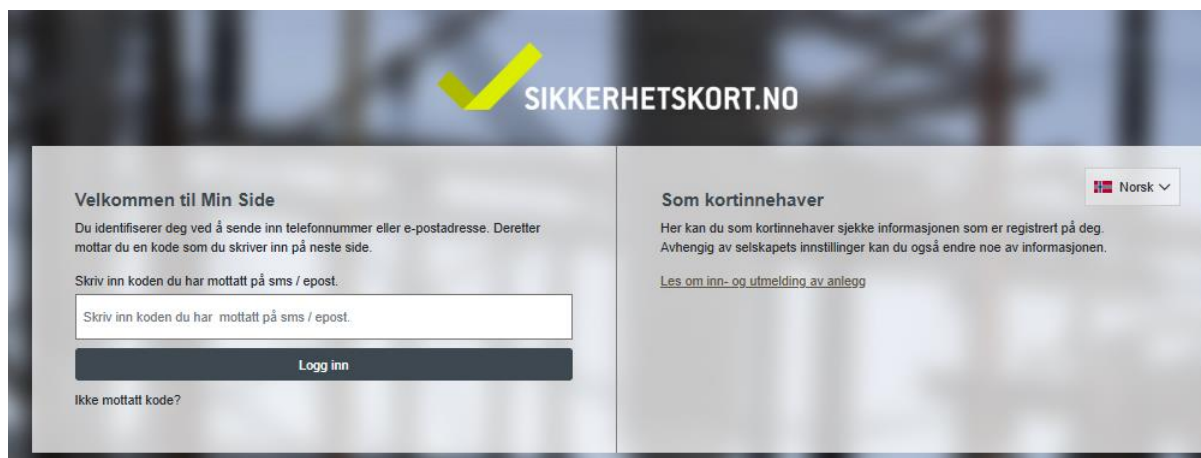 SIKKERHETSKORT.NO
Velkommen til Min Side
Du identifiserer deg ved å sende inn telefonnummer eller e-postadresse. Deretter
mottar du en kode som du skriver inn på neste side.
Skriv inn koden du har mottatt på sms / epost.
Skriv inn koden du har mottatt på sms / epost.
Logg inn
Ikke mottatt kode?
Norsk
Som kortinnehaver
Her kan du som kortinnehaver sjekke informasjonen som er registrert på deg.
Avhengig av selskapets innstillinger kan du også endre noe av informasjonen.
Les om inn- og utmelding av anlegg